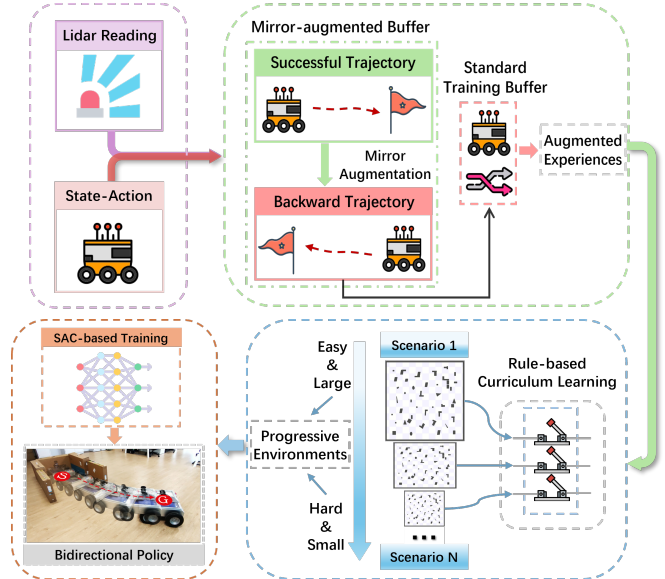 Lidar Reading
State-Action
Mirror-augmented Buffer
Successful Trajectory
Mirror
Augmentation
Backward Trajectory
Standard
Training Buffer
Augmented
Experiences
SAC-based Training
S
G
Bidirectional Policy
Easy
&
Large
Progressive
Environments
Hard
&
Small
Scenario 1
Scenario N
Rule-based
Curriculum Learning